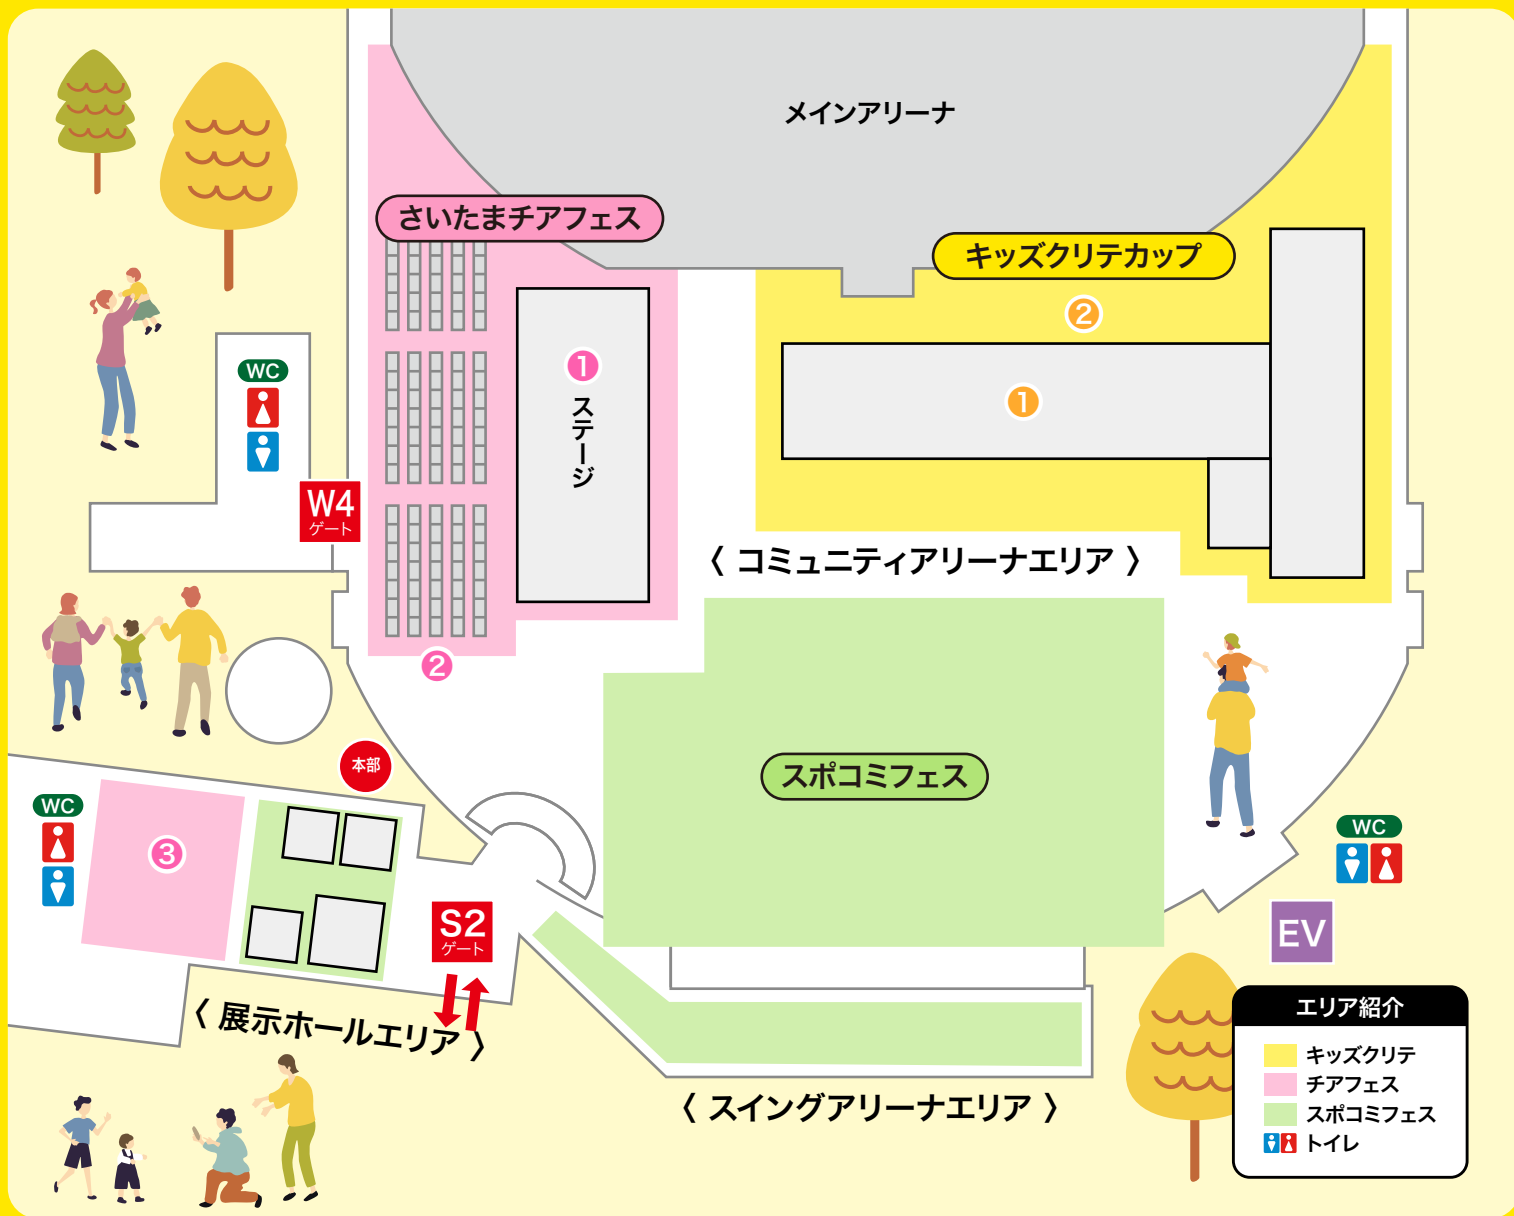 メインアリーナ
さいたまチアフェス
キッズクリテカップ
2
1
ステージ
1
WC
W4
ゲート
〈 コミュニティアリーナエリア 〉
2
本部
スポコミフェス
WC
3
WC
S2
ゲート
EV
〈 展示ホールエリア 〉
〈 スイングアリーナエリア 〉
エリア紹介
キッズクリテ
チアフェス
スポコミフェス
トイレ